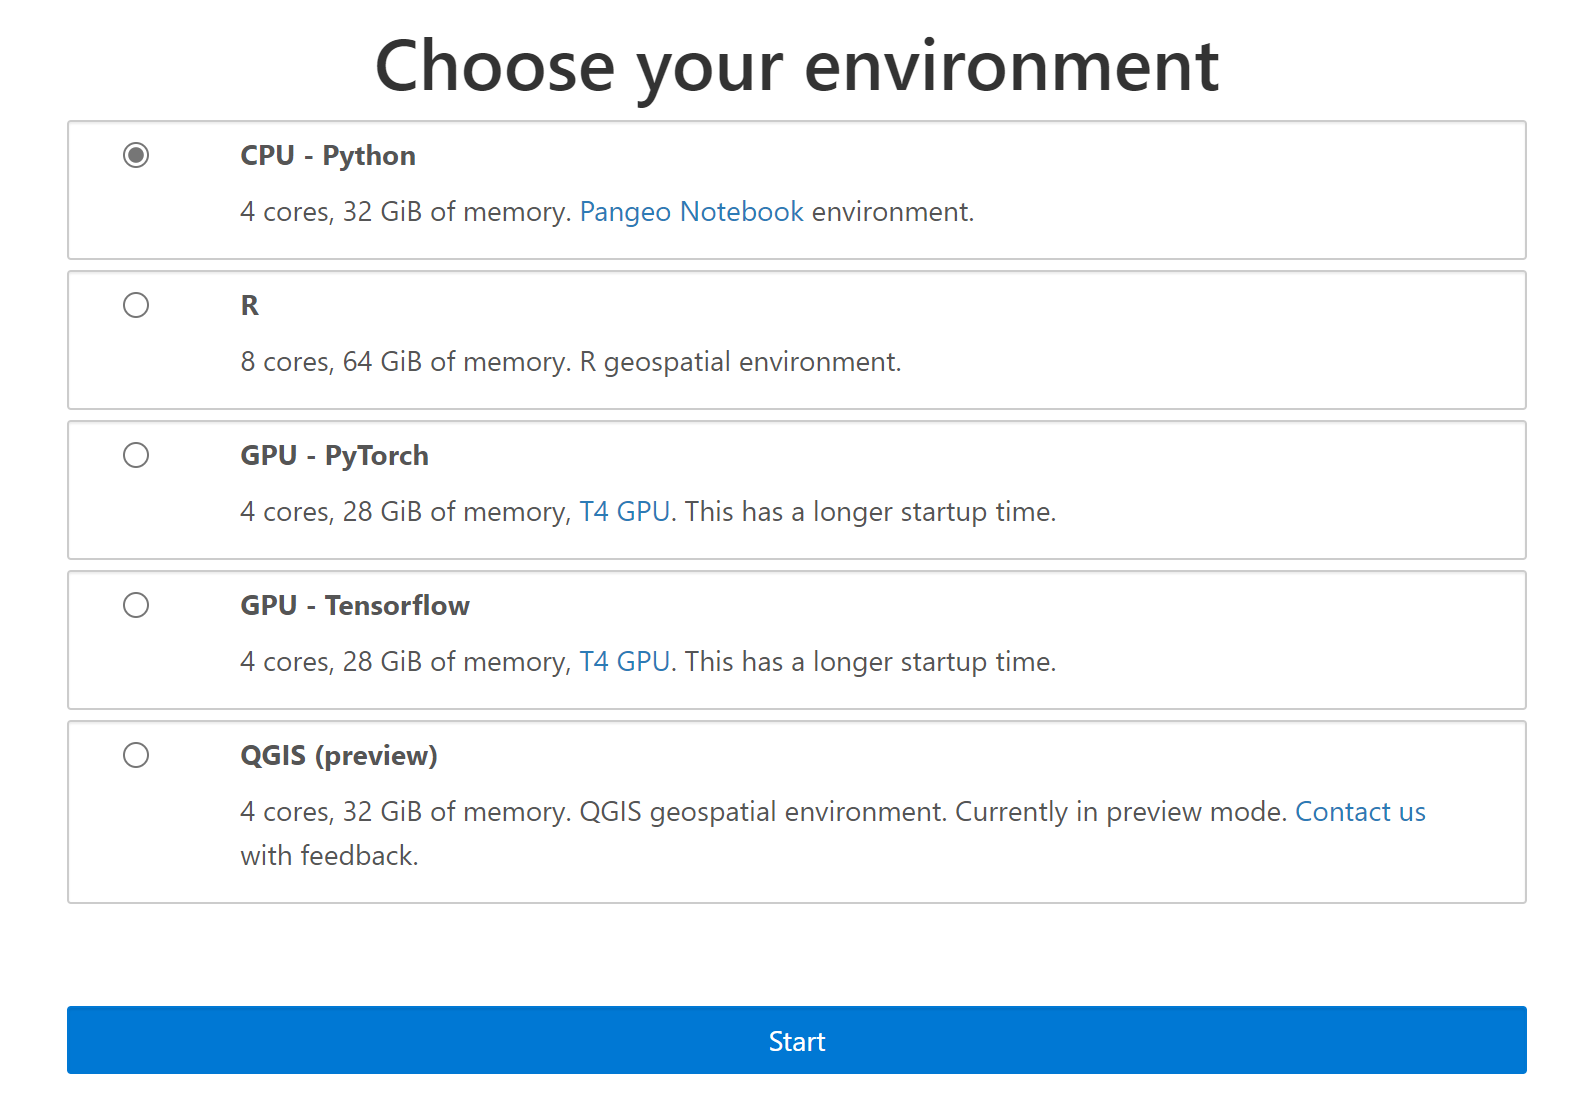 Choose your environment
CPU - Python
4 cores, 32 GiB of memory. Pangeo Notebook environment.
R
8 cores, 64 GiB of memory. R geospatial environment.
GPU - PyTorch
4 cores, 28 GiB of memory, T4 GPU. This has a longer startup time.
GPU - Tensorflow
4 cores, 28 GiB of memory, T4 GPU. This has a longer startup time.
QGIS (preview)
4 cores, 32 GiB of memory. QGIS geospatial environment. Currently in preview mode. Contact us
with feedback.
Start